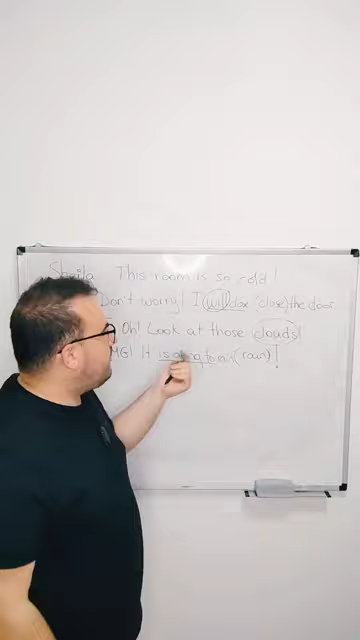 Sheila This room is so cold!
Don't worry! I will close (close) the door
Oh! Look at those clouds!
MG! It is going to rain (rain)!